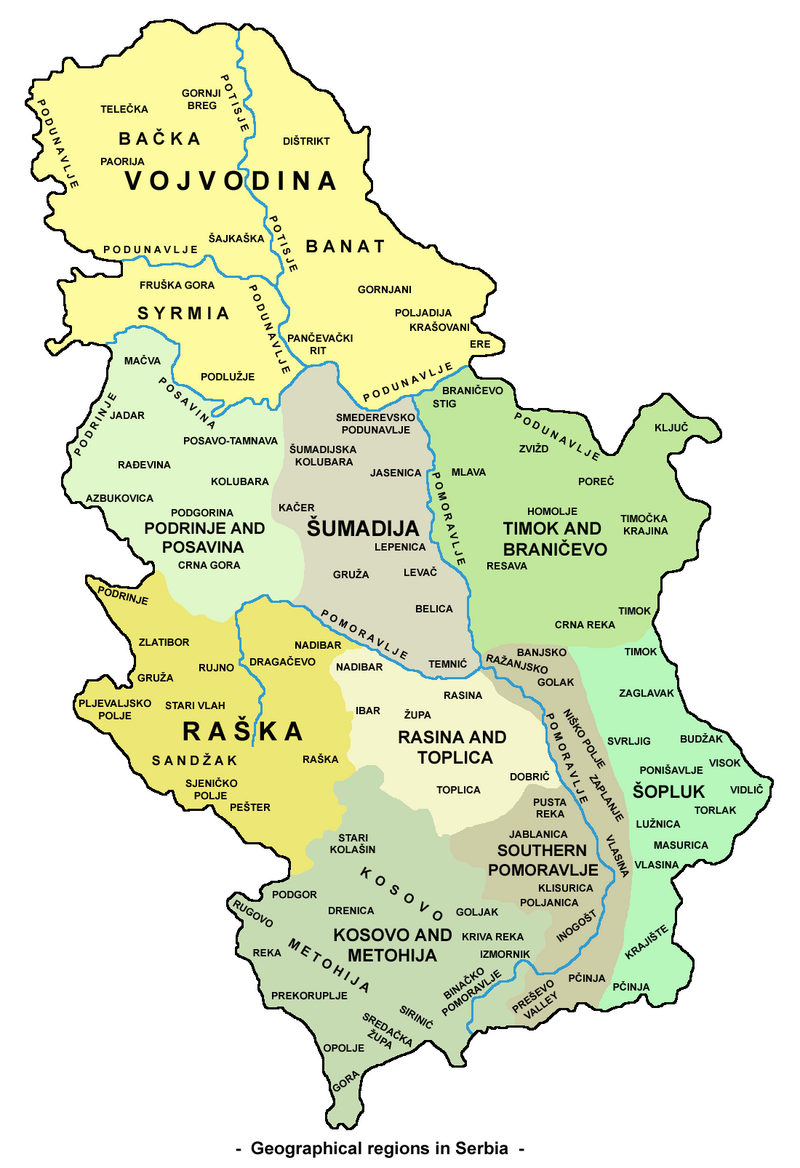 GORNJI
BREG
TELEČKA
POTISJE
PODUNAVLJE
BAČKA
DIŠTRIKT
PAORIJA
VOJVODINA
ŠAJKAŠKA
POTISJE
BANAT
PODUNAVLJE
FRUŠKA GORA
GORNJANI
SYRMIA
PODUNAVLJE
POLJADIJA
KRAŠOVANI
PANČEVAČKI
RIT
ERE
MAČVA
PODLUŽJE
PODUNAVLJE
BRANIČEVO
STIG
POSAVINA
PODRINJE
JADAR
SMEDEREVSKO
PODUNAVLJE
PODUNAVLJE
KLJUČ
POSAVO-TAMNAVA
ŠUMADIJSKA
KOLUBARA
ZVIŽD
RAĐEVINA
KOLUBARA
JASENICA
MLAVA
POREČ
AZBUKOVICA
PODGORINA
KAČER
POMORAVLJE
HOMOLJE
TIMOČKA
KRAJINA
PODRINJE AND
POSAVINA
ŠUMADIJA
TIMOK AND
BRANIČEVO
LEPENICA
CRNA GORA
GRUŽA
LEVAČ
RESAVA
PODRINJE
BELICA
TIMOK
CRNA REKA
POMORAVLJE
ZLATIBOR
NADIBAR
RUJNO
DRAGAČEVO
NADIBAR
TEMNIĆ
RAŽANJSKO
BANJSKO
TIMOK
GRUŽA
GOLAK
PLJEVALJSKO
POLJE
STARI VLAH
IBAR
RASINA
ŽUPA
ZAGLAVAK
RAŠKA
RASINA AND
TOPLICA
POMORAVLJE
NIŠKO POLJE
SVRLJIG
BUDŽAK
SANDŽAK
RAŠKA
VISOK
PONIŠAVLJE
SJENIČKO
POLJE
TOPLICA
DOBRIČ
ZAPLANJE
ŠOPLUK
VIDLIČ
PEŠTER
PUSTA
REKA
TORLAK
LUŽNICA
STARI
KOLAŠIN
JABLANICA
MASURICA
SOUTHERN
POMORAVLJE
VLASINA
VLASINA
KOSOVO
KLISURICA
POLJANICA
PODGOR
RUGOVO
DRENICA
GOLJAK
INOGOŠT
KOSOVO AND
METOHIJA
KRIVA REKA
KRAJIŠTE
REKA
METOHIJA
IZMORNIK
BINAČKO
POMORAVLJE
PČINJA
PČINJA
PREKORUPLJE
PREŠEVO
VALLEY
SIRINIĆ
SREDAČKA
ŽUPA
OPOLJE
GORA
- Geographical regions in Serbia -